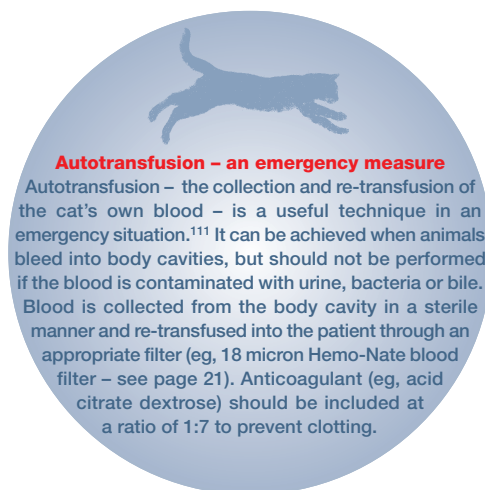 Autotransfusion – an emergency measure
Autotransfusion – the collection and re-transfusion of
the cat's own blood – is a useful technique in an
emergency situation.¹¹¹ It can be achieved when animals
bleed into body cavities, but should not be performed
if the blood is contaminated with urine, bacteria or bile.
Blood is collected from the body cavity in a sterile
manner and re-transfused into the patient through an
appropriate filter (eg, 18 micron Hemo-Nate blood
filter – see page 21). Anticoagulant (eg, acid
citrate dextrose) should be included at
a ratio of 1:7 to prevent clotting.